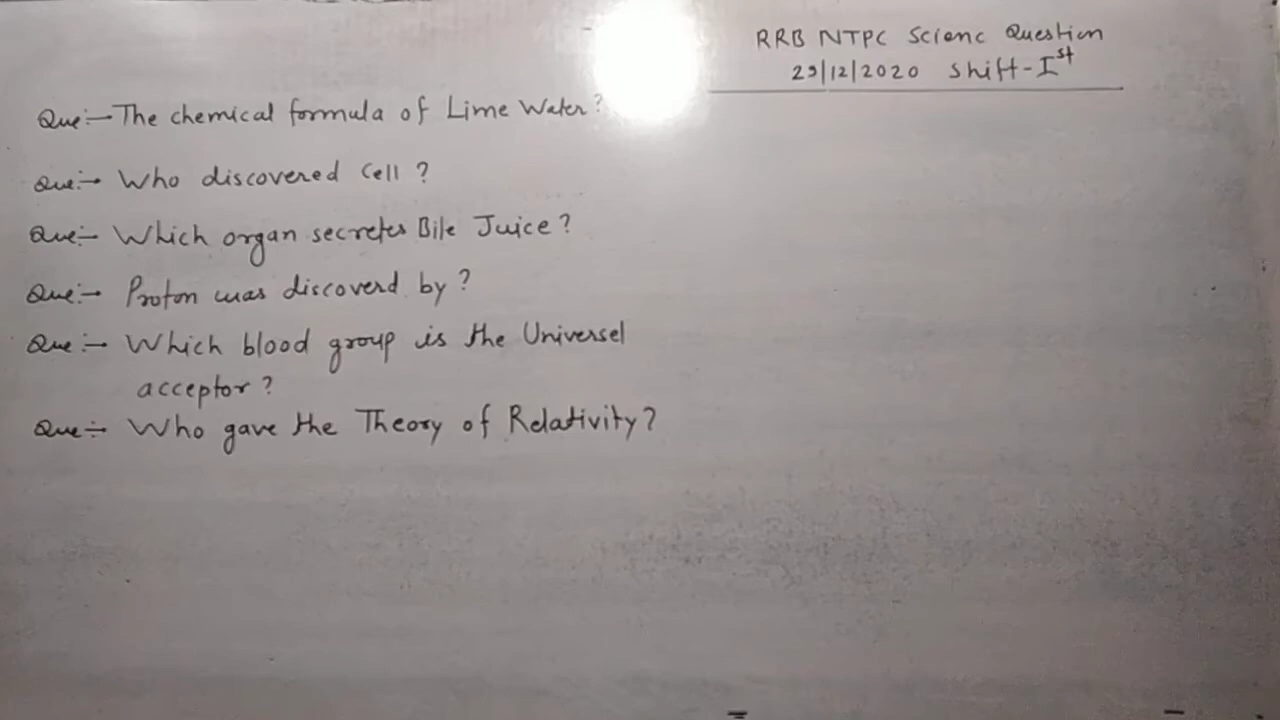 RRB NTPC Scienc Question
29/12/2020 Shift-Ist
Que:- The chemical formula of Lime Water?
Que:- Who discovered Cell ?
Que:- Which organ secretes Bile Juice ?
Que:- Proton was discoverd by ?
Que:- Which blood group is the Universel
acceptor ?
Que:- Who gave the Theory of Relativity?